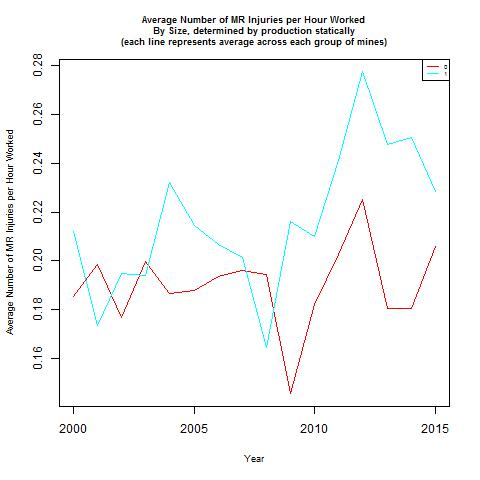 Average Number of MR Injuries per Hour Worked
By Size, determined by production statically
(each line represents average across each group of mines)
0
1
Average Number of MR Injuries per Hour Worked
0.28
0.26
0.24
0.22
0.20
0.18
0.16
2000
2005
2010
2015
Year